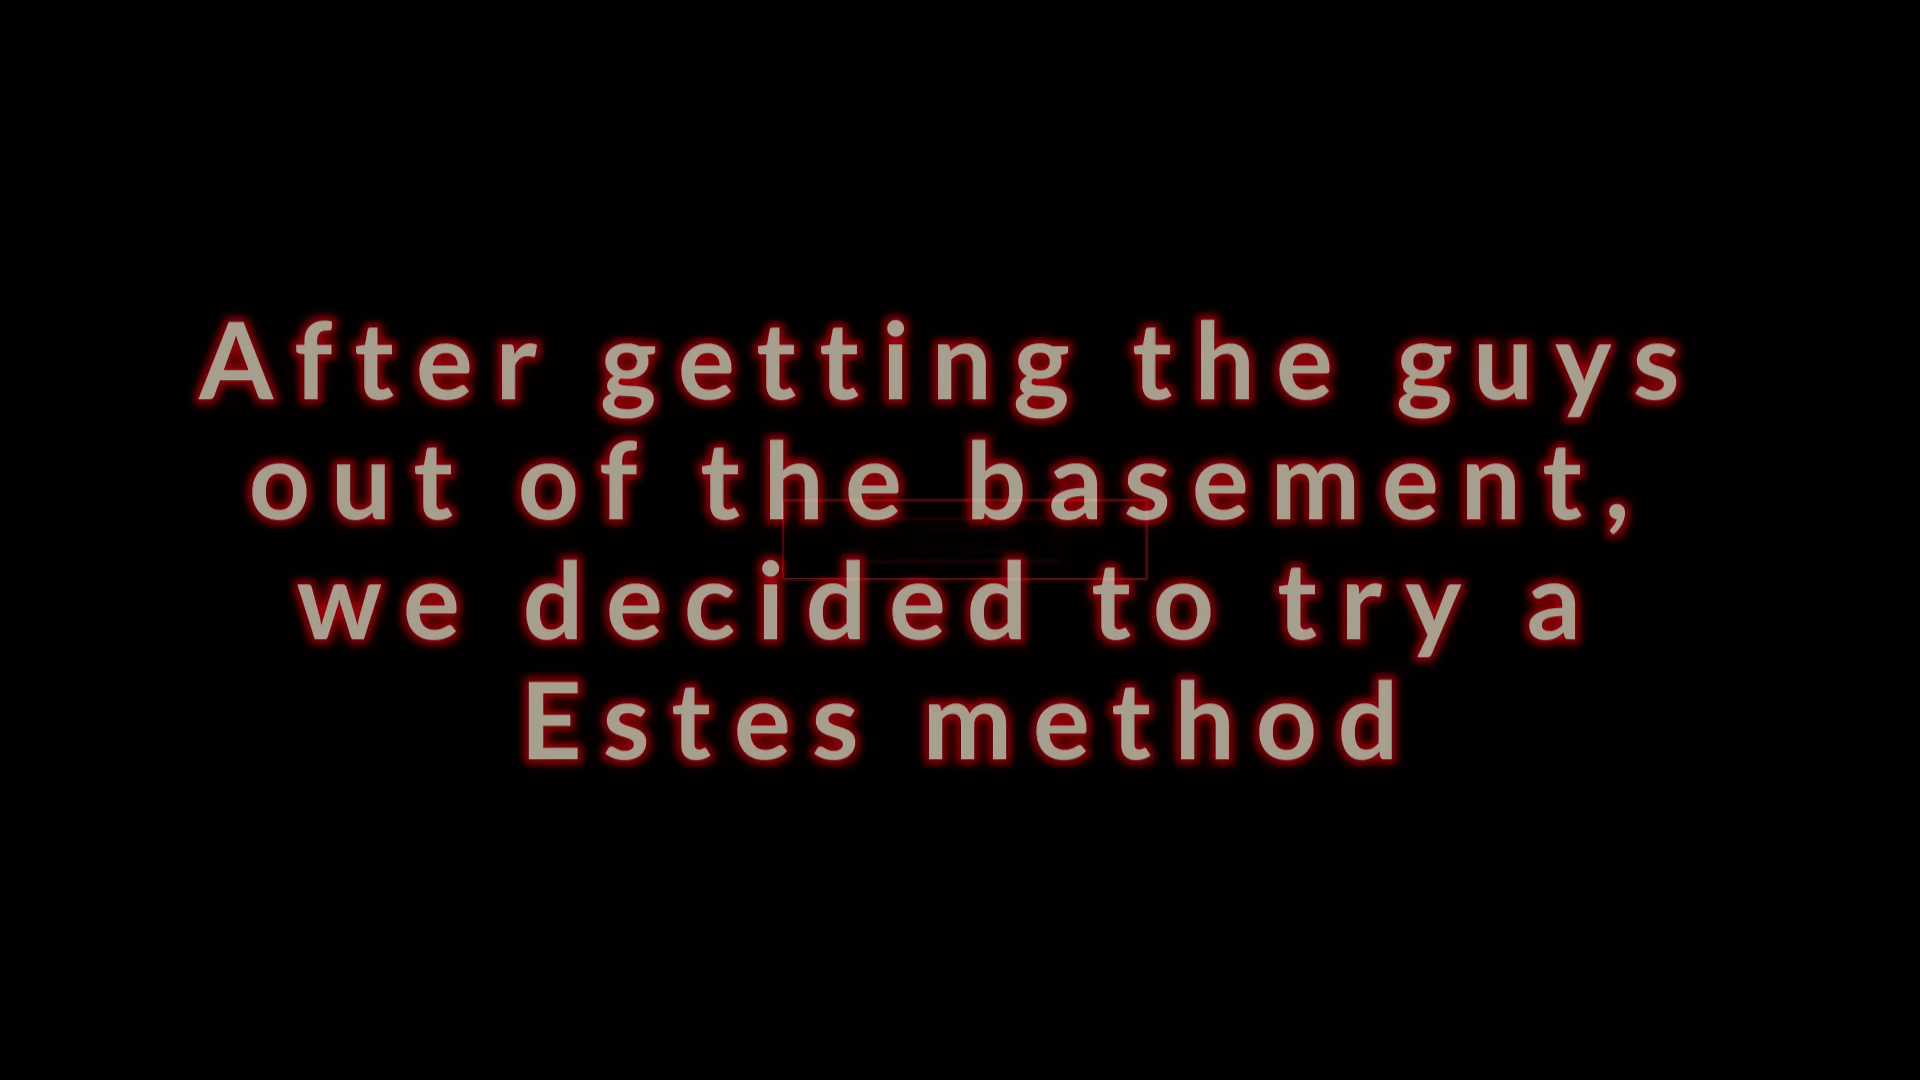 After getting the guys
out of the basement,
we decided to try a
Estes method